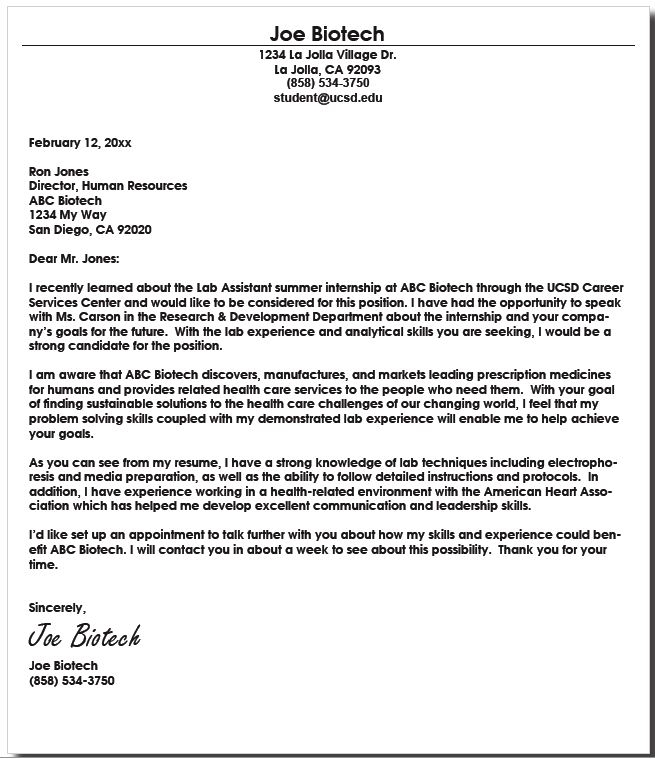 Joe Biotech
1234 La Jolla Village Dr.
La Jolla, CA 92093
(858) 534-3750
student@ucsd.edu
February 12, 20xx
Ron Jones
Director, Human Resources
ABC Biotech
1234 My Way
San Diego, CA 92020
Dear Mr. Jones:
I recently learned about the Lab Assistant summer internship at ABC Biotech through the UCSD Career
Services Center and would like to be considered for this position. I have had the opportunity to speak
with Ms. Carson in the Research & Development Department about the internship and your compa-
ny's goals for the future.  With the lab experience and analytical skills you are seeking, I would be a
strong candidate for the position.
I am aware that ABC Biotech discovers, manufactures, and markets leading prescription medicines
for humans and provides related health care services to the people who need them.  With your goal
of finding sustainable solutions to the health care challenges of our changing world, I feel that my
problem solving skills coupled with my demonstrated lab experience will enable me to help achieve
your goals.
As you can see from my resume, I have a strong knowledge of lab techniques including electropho-
resis and media preparation, as well as the ability to follow detailed instructions and protocols.  In
addition, I have experience working in a health-related environment with the American Heart Asso-
ciation which has helped me develop excellent communication and leadership skills.
I'd like set up an appointment to talk further with you about how my skills and experience could ben-
efit ABC Biotech. I will contact you in about a week to see about this possibility.  Thank you for your
time.
Sincerely,
Joe Biotech
Joe Biotech
(858) 534-3750